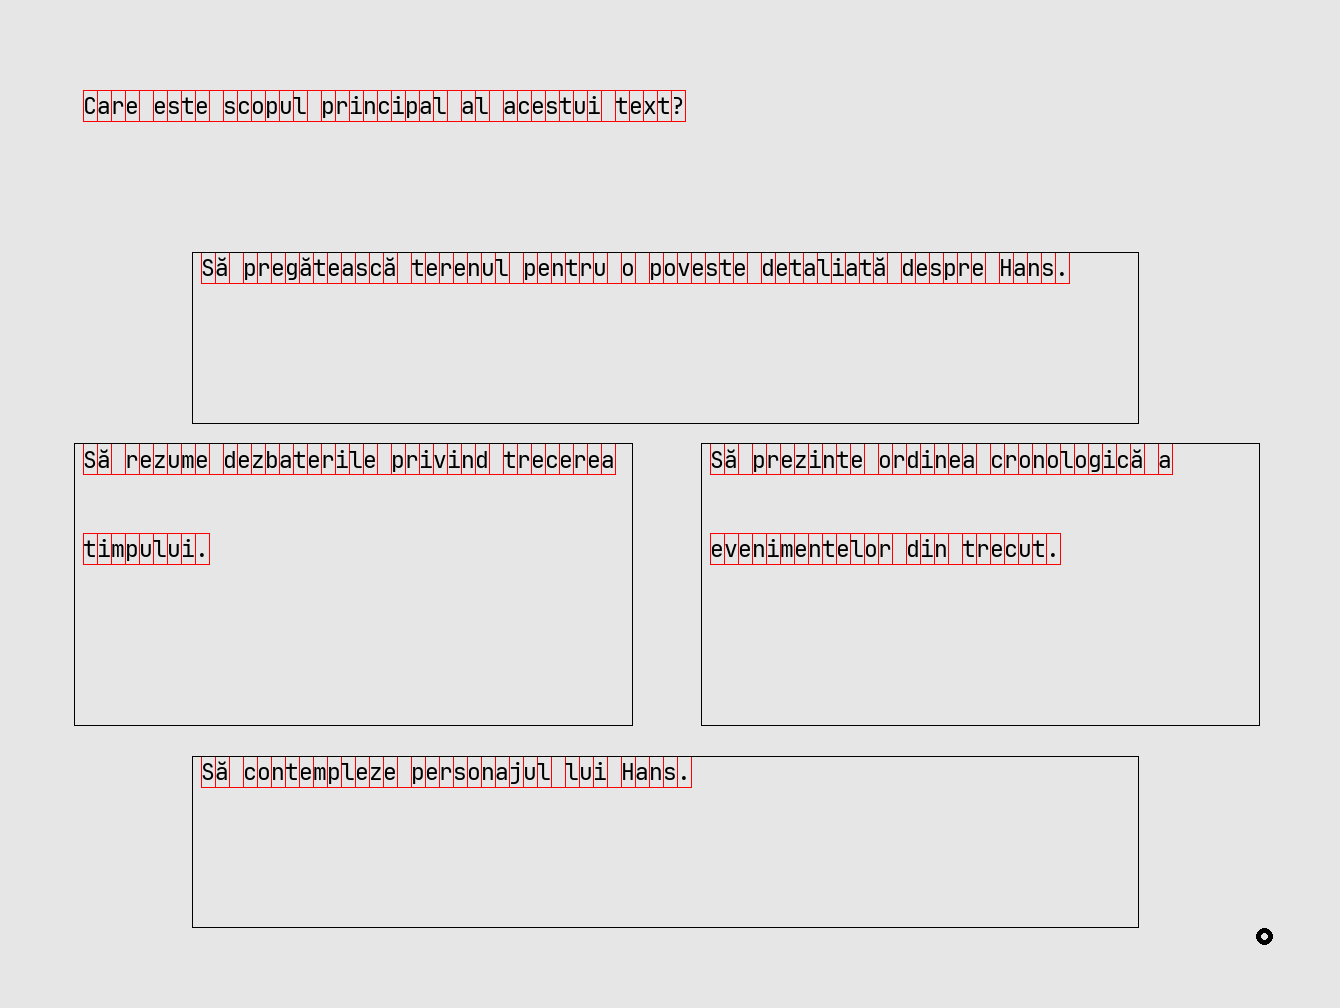 Care este scopul principal al acestui text?
Să pregătească terenul pentru o poveste detaliată despre Hans.
Să rezume dezbaterile privind trecerea
timpului.
Să prezinte ordinea cronologică a
evenimentelor din trecut.
Să contempleze personajul lui Hans.